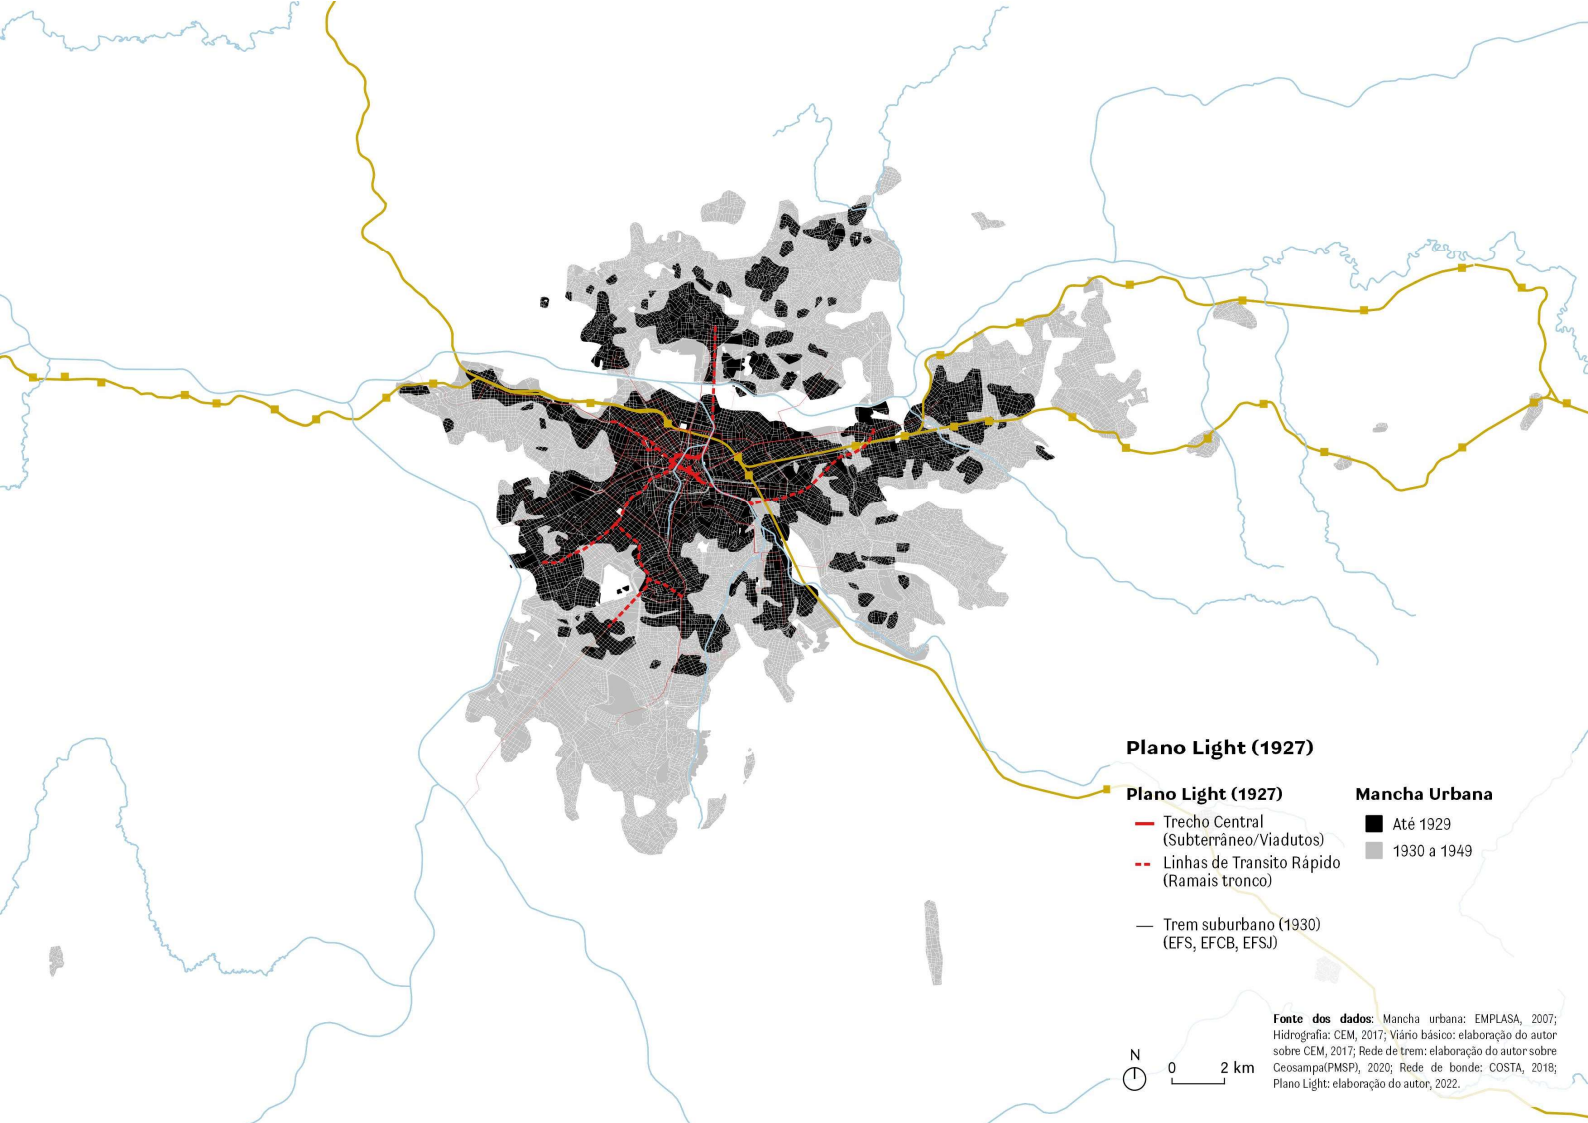 Plano Light (1927)
Plano Light (1927)
Trecho Central
(Subterrâneo/Viadutos)
Linhas de Transito Rápido
(Ramais tronco)
Trem suburbano (1930)
(EFS, EFCB, EFSJ)
Mancha Urbana
Até 1929
1930 a 1949
N
0 2 km
Fonte dos dados: Mancha urbana: EMPLASA, 2007;
Hidrografia: CEM, 2017; Viário básico: elaboração do autor
sobre CEM, 2017; Rede de trem: elaboração do autor sobre
Geosampa(PMSP), 2020; Rede de bonde: COSTA, 2018;
Plano Light: elaboração do autor, 2022.